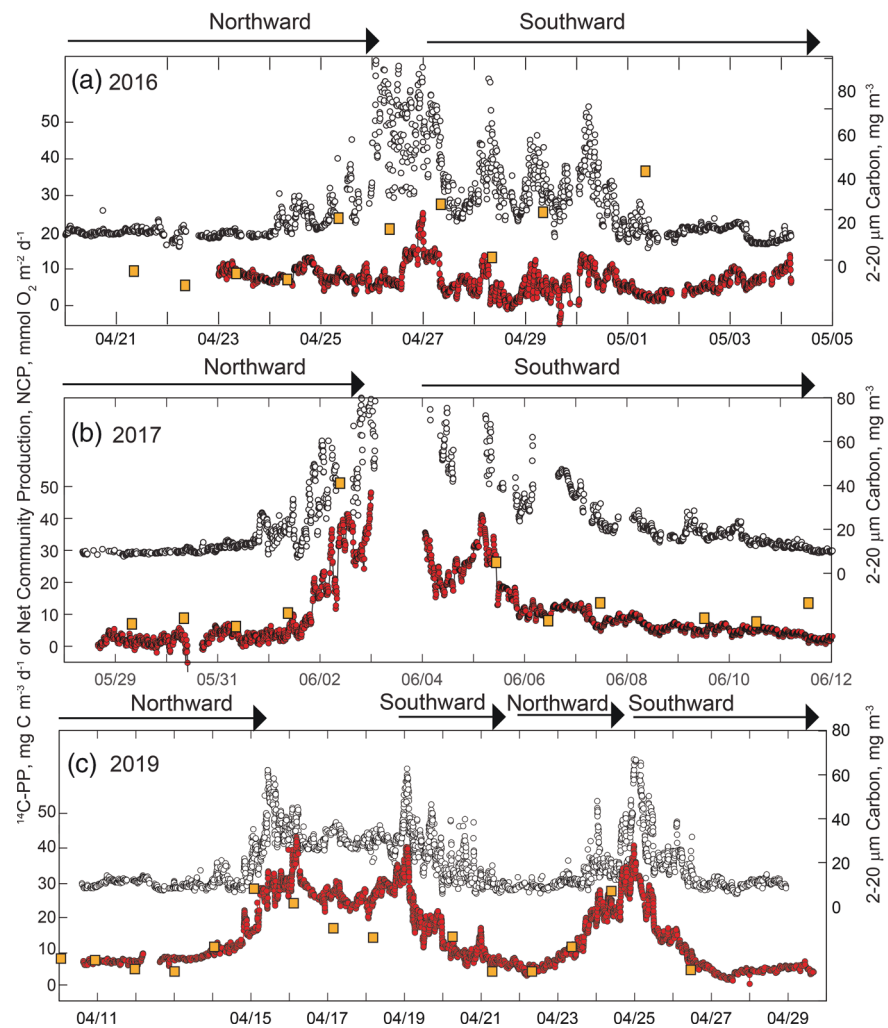 Northward Southward
(a) 2016
50
40
30
20
10
0
80
60
40
20
0
04/21 04/23 04/25 04/27 04/29 05/01 05/03 05/05
Northward Southward
(b) 2017
50
40
30
20
10
0
80
60
40
20
0
05/29 05/31 06/02 06/04 06/06 06/08 06/10 06/12
Northward Southward Northward Southward
(c) 2019
50
40
30
20
10
0
80
60
40
20
0
04/11 04/15 04/17 04/19 04/21 04/23 04/25 04/27 04/29
¹⁴C-PP, mg C m⁻³ d⁻¹ or Net Community Production, NCP, mmol O₂ m⁻² d⁻¹
2-20 µm Carbon, mg m⁻³
2-20 µm Carbon, mg m⁻³
2-20 µm Carbon, mg m⁻³